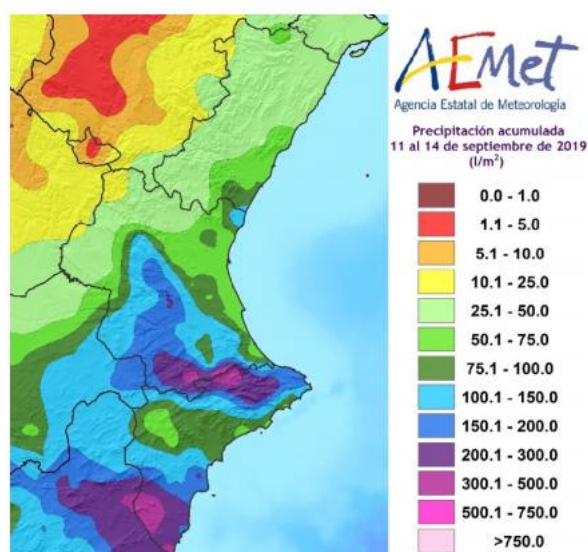 AEMet
Agencia Estatal de Meteorología
Precipitación acumulada
11 al 14 de septiembre de 2019
(l/m²)
0.0 - 1.0
1.1 - 5.0
5.1 - 10.0
10.1 - 25.0
25.1 - 50.0
50.1 - 75.0
75.1 - 100.0
100.1 - 150.0
150.1 - 200.0
200.1 - 300.0
300.1 - 500.0
500.1 - 750.0
>750.0